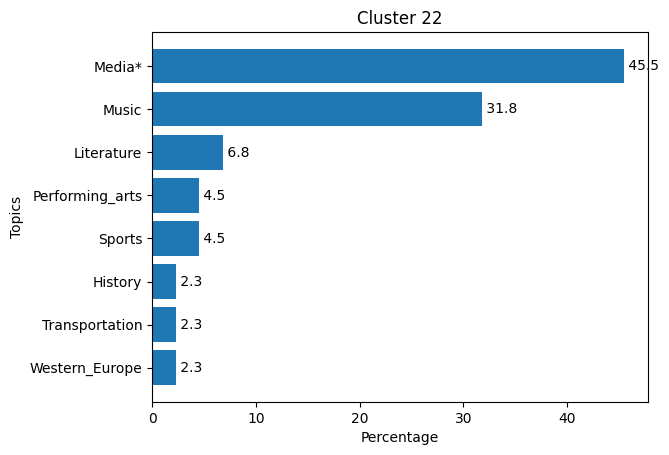 Cluster 22
Topics
Media* 45.5
Music 31.8
Literature 6.8
Performing_arts 4.5
Sports 4.5
History 2.3
Transportation 2.3
Western_Europe 2.3
0 10 20 30 40
Percentage